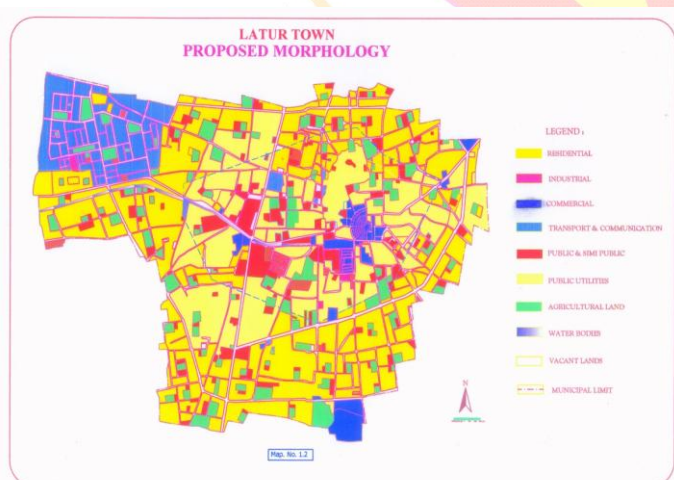 LATUR TOWN
PROPOSED MORPHOLOGY
LEGEND :
RESIDENTIAL
INDUSTRIAL
COMMERCIAL
TRANSPORT & COMMUNICATION
PUBLIC & SIMI PUBLIC
PUBLIC UTILITIES
AGRICULTURAL LAND
WATER BODIES
VACANT LANDS
MUNICIPAL LIMIT
N
Map. No. 1.2